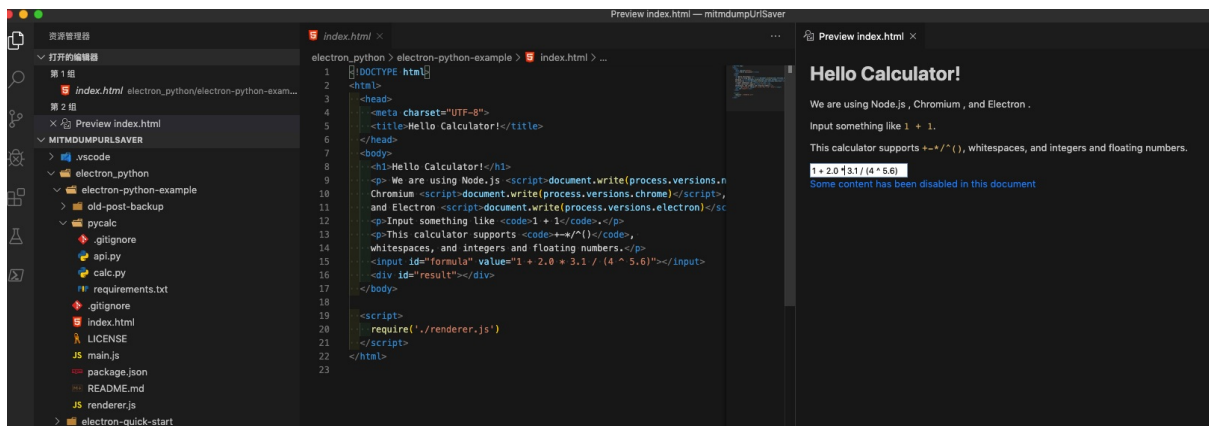 Preview index.html — mitmdumpUrlSaver
资源管理器
打开的编辑器
第 1 组
index.html electron_python/electron-python-exam...
第 2 组
Preview index.html
MITMDUMPURLSAVER
.vscode
electron_python
electron-python-example
old-post-backup
pycalc
.gitignore
api.py
calc.py
requirements.txt
.gitignore
index.html
LICENSE
JS main.js
package.json
README.md
JS renderer.js
electron-quick-start
index.html
electron_python > electron-python-example > index.html > ...
1 <!DOCTYPE html>
2 <html>
3 <head>
4 <meta charset="UTF-8">
5 <title>Hello Calculator!</title>
6 </head>
7 <body>
8 <h1>Hello Calculator!</h1>
9 <p> We are using Node.js <script>document.write(process.versions.n
10 Chromium <script>document.write(process.versions.chrome)</script>,
11 and Electron <script>document.write(process.versions.electron)</sc
12 <p>Input something like <code>1 + 1</code>.</p>
13 <p>This calculator supports <code>+-*/^()</code>,
14 whitespaces, and integers and floating numbers.</p>
15 <input id="formula" value="1 + 2.0 * 3.1 / (4 ^ 5.6)"></input>
16 <div id="result"></div>
17 </body>
18
19 <script>
20 require('./renderer.js')
21 </script>
22 </html>
23
Preview index.html
Hello Calculator!
We are using Node.js , Chromium , and Electron .
Input something like 1 + 1.
This calculator supports +-*/^(), whitespaces, and integers and floating numbers.
1 + 2.0 * 3.1 / (4 ^ 5.6)
Some content has been disabled in this document